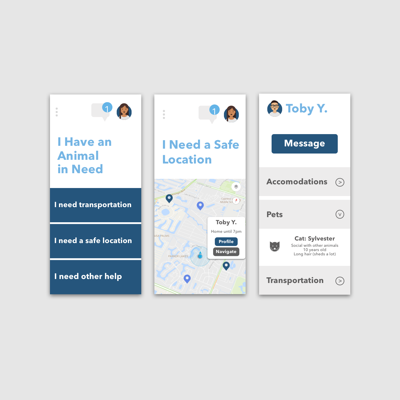 1
I Have an
Animal
in Need
I need transportation
I need a safe location
I need other help
1
I Need a Safe
Location
Toby Y.
Home until 7pm
Profile
Navigate
Toby Y.
Message
Accomodations
Pets
Cat: Sylvester
Social with other animals
10 years old
Long hair (sheds a lot)
Transportation